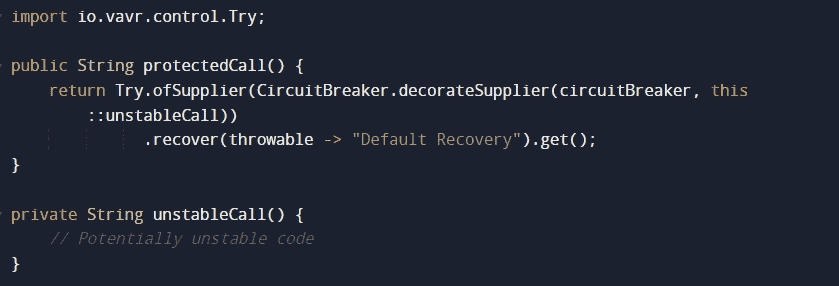 import io.vavr.control.Try;
public String protectedCall() {
return Try.ofSupplier(CircuitBreaker.decorateSupplier(circuitBreaker, this
::unstableCall))
.recover(throwable -> "Default Recovery").get();
}
private String unstableCall() {
// Potentially unstable code
}